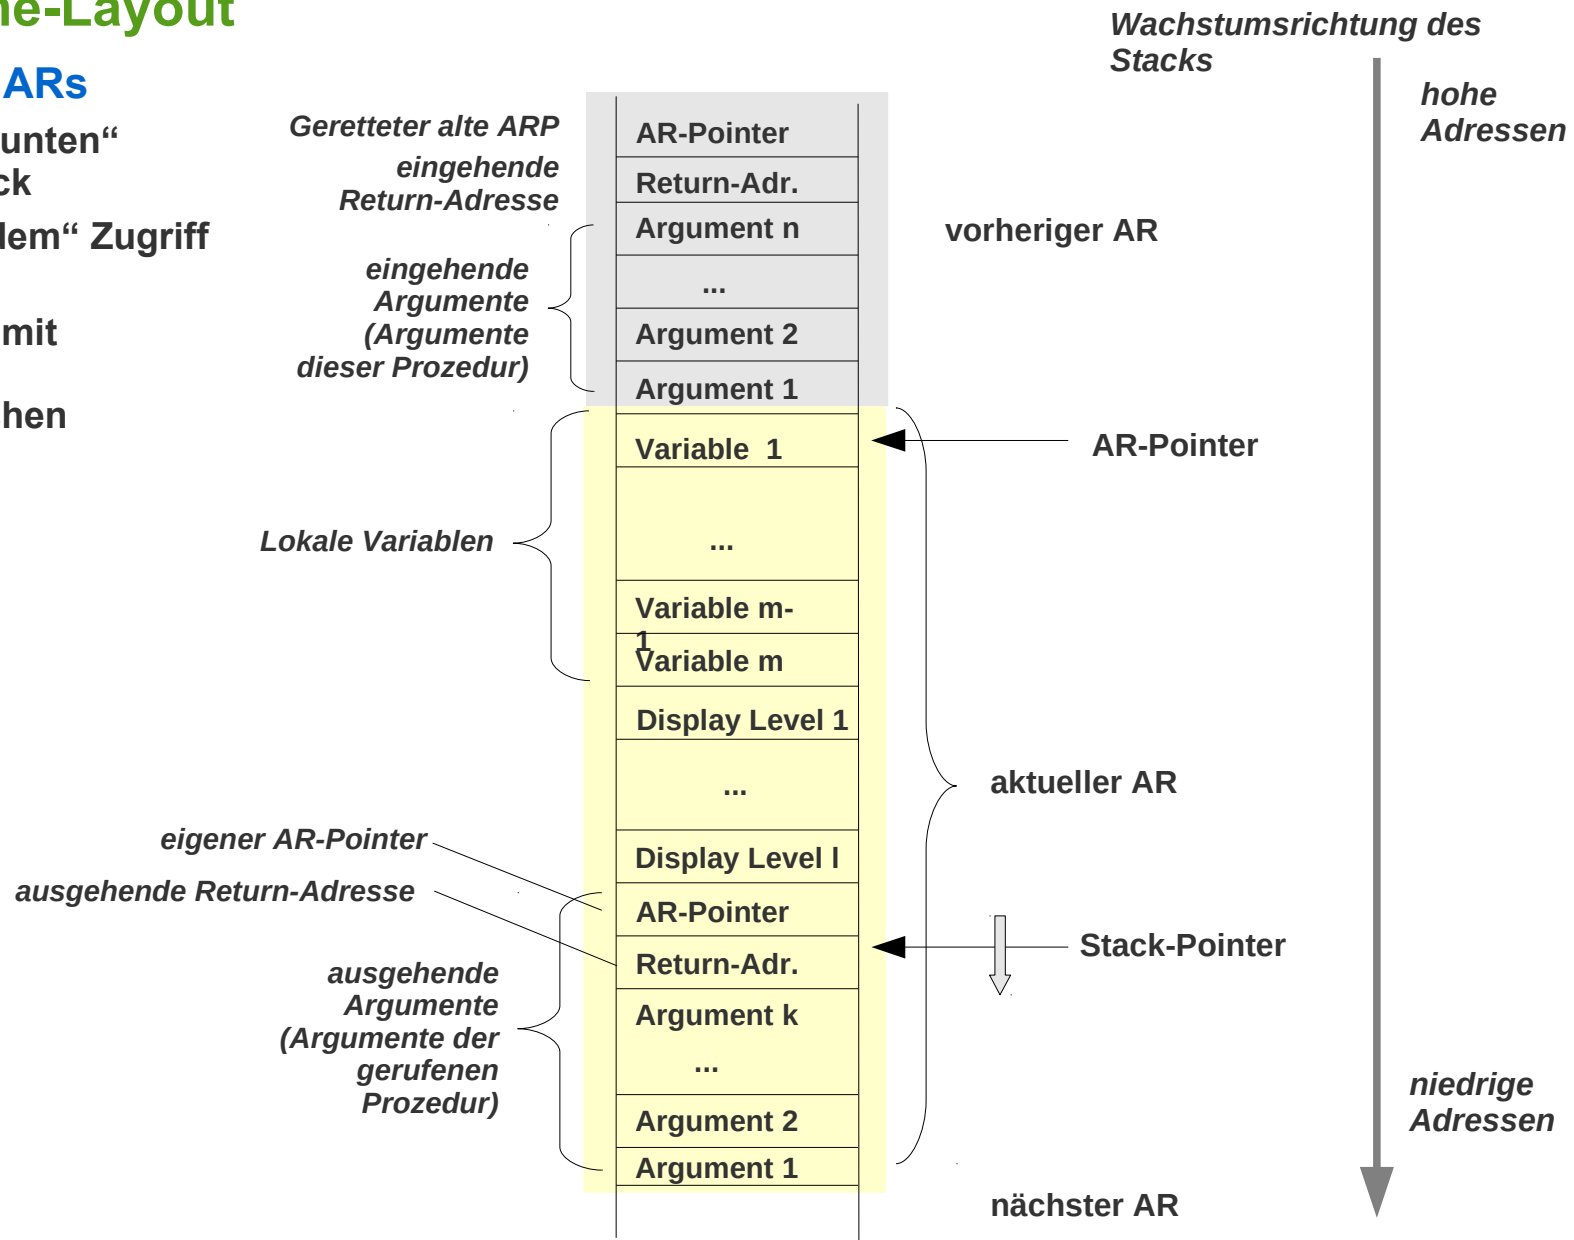 ne-Layout
ARs
unten“
ck
dem“ Zugriff
mit
chen
Wachstumsrichtung des
Stacks
hohe
Adressen
Geretteter alte ARP
eingehende
Return-Adresse
eingehende
Argumente
(Argumente
dieser Prozedur)
AR-Pointer
Return-Adr.
Argument n
...
Argument 2
Argument 1
vorheriger AR
Lokale Variablen
Variable 1
...
Variable m-
1
Variable m
AR-Pointer
Display Level 1
...
Display Level l
aktueller AR
eigener AR-Pointer
ausgehende Return-Adresse
AR-Pointer
Return-Adr.
Stack-Pointer
ausgehende
Argumente
(Argumente der
gerufenen
Prozedur)
Argument k
...
Argument 2
Argument 1
niedrige
Adressen
nächster AR